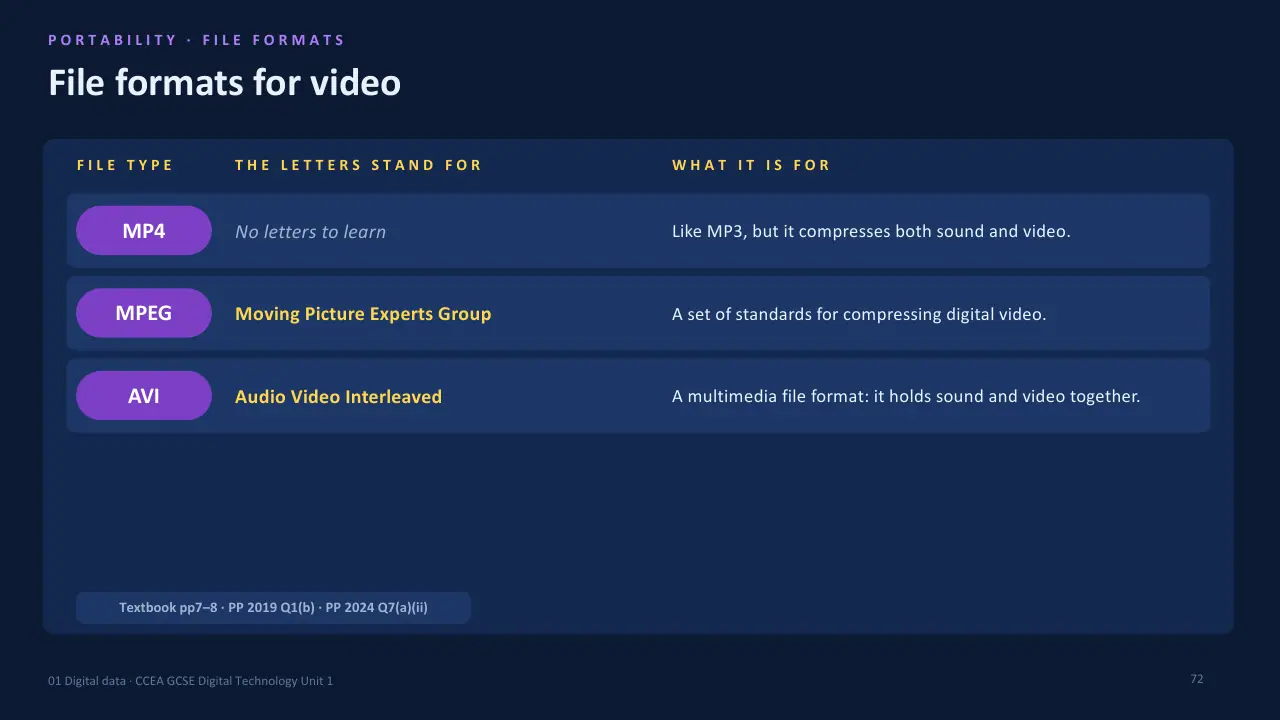 PORTABILITY · FILE FORMATS
File formats for video
FILE TYPE THE LETTERS STAND FOR WHAT IT IS FOR
MP4 No letters to learn Like MP3, but it compresses both sound and video.
MPEG Moving Picture Experts Group A set of standards for compressing digital video.
AVI Audio Video Interleaved A multimedia file format: it holds sound and video together.
Textbook pp7–8 · PP 2019 Q1(b) · PP 2024 Q7(a)(ii)
01 Digital data · CCEA GCSE Digital Technology Unit 1 72